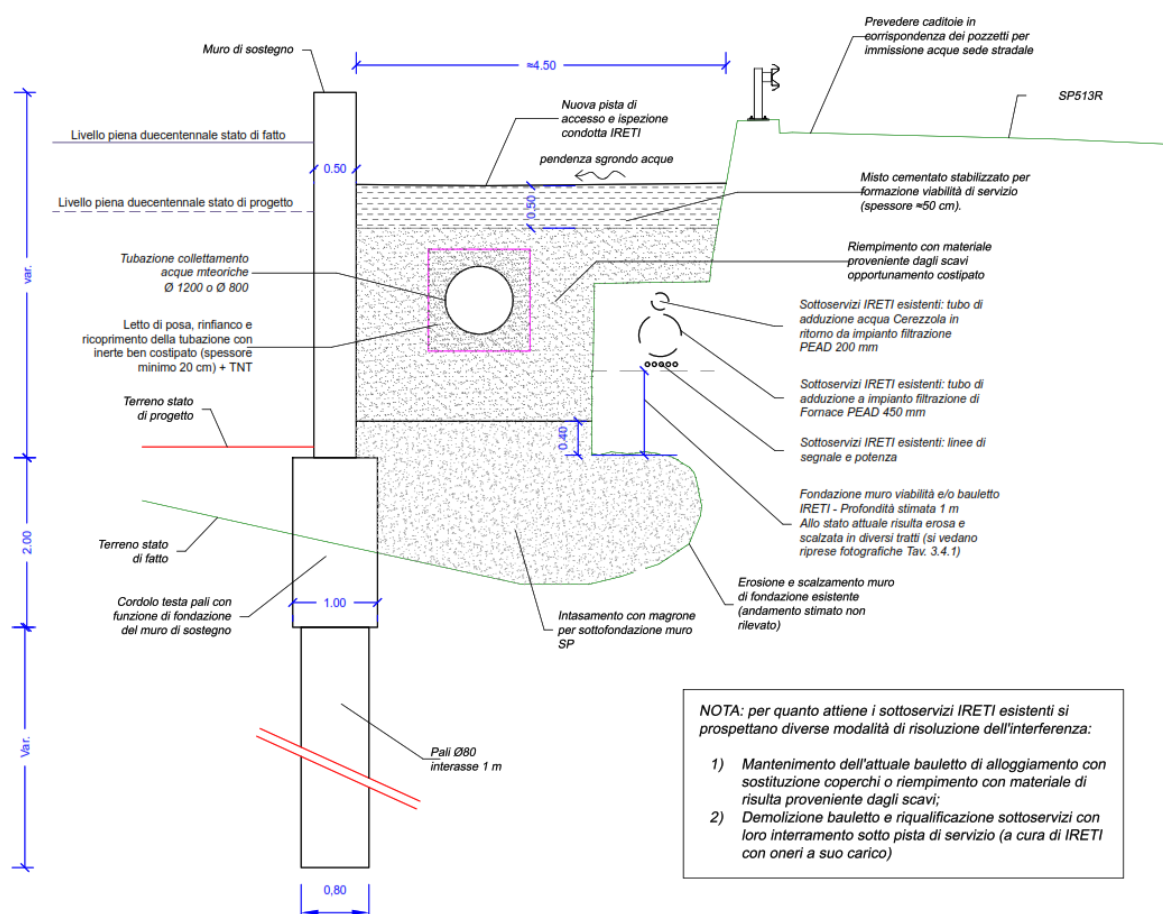 Prevedere caditoie in
corrispondenza dei pozzetti per
immissione acque sede stradale
Muro di sostegno
≈4.50
SP513R
Nuova pista di
accesso e ispezione
condotta IRETI
Livello piena duecentennale stato di fatto
pendenza sgrondo acque
0.50
Misto cementato stabilizzato per
formazione viabilità di servizio
(spessore ≈50 cm).
0.50
Livello piena duecentennale stato di progetto
Riempimento con materiale
proveniente dagli scavi
opportunamento costipato
Tubazione collettamento
acque mteoriche
Ø 1200 o Ø 800
var.
Sottoservizi IRETI esistenti: tubo di
adduzione acqua Cerezzola in
ritorno da impianto filtrazione
PEAD 200 mm
Letto di posa, rinfianco e
ricoprimento della tubazione con
inerte ben costipato (spessore
minimo 20 cm) + TNT
Sottoservizi IRETI esistenti: tubo di
adduzione a impianto filtrazione di
Fornace PEAD 450 mm
Terreno stato
di progetto
0.40
Sottoservizi IRETI esistenti: linee di
segnale e potenza
Fondazione muro viabilità e/o bauletto
IRETI - Profondità stimata 1 m
Allo stato attuale risulta erosa e
scalzata in diversi tratti (si vedano
riprese fotografiche Tav. 3.4.1)
2.00
Terreno stato
di fatto
Erosione e scalzamento muro
di fondazione esistente
(andamento stimato non
rilevato)
Cordolo testa pali con
funzione di fondazione
del muro di sostegno
1.00
Intasamento con magrone
per sottofondazione muro
SP
Var.
Pali Ø80
interasse 1 m
NOTA: per quanto attiene i sottoservizi IRETI esistenti si
prospettano diverse modalità di risoluzione dell'interferenza:
1) Mantenimento dell'attuale bauletto di alloggiamento con
sostituzione coperchi o riempimento con materiale di
risulta proveniente dagli scavi;
2) Demolizione bauletto e riqualificazione sottoservizi con
loro interramento sotto pista di servizio (a cura di IRETI
con oneri a suo carico)
0,80